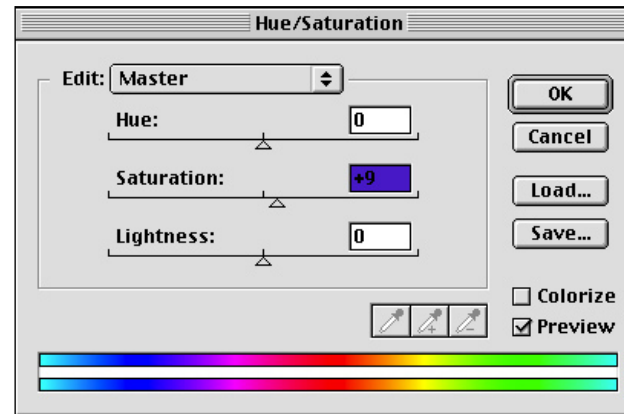 Hue/Saturation
Edit: Master
Hue: 0
Saturation: +9
Lightness: 0
OK
Cancel
Load...
Save...
Colorize
Preview